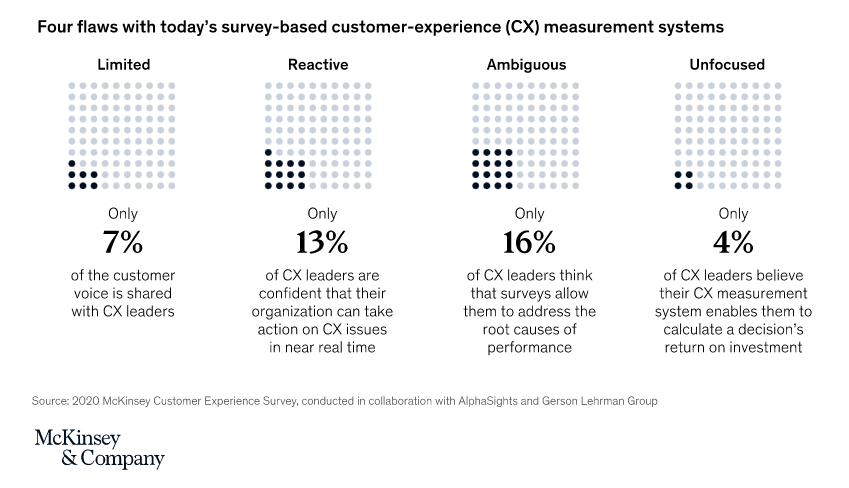 Four flaws with today’s survey-based customer-experience (CX) measurement systems
Limited
Only
7%
of the customer
voice is shared
with CX leaders
Reactive
Only
13%
of CX leaders are
confident that their
organization can take
action on CX issues
in near real time
Ambiguous
Only
16%
of CX leaders think
that surveys allow
them to address the
root causes of
performance
Unfocused
Only
4%
of CX leaders believe
their CX measurement
system enables them to
calculate a decision’s
return on investment
Source: 2020 McKinsey Customer Experience Survey, conducted in collaboration with AlphaSights and Gerson Lehrman Group
McKinsey
& Company